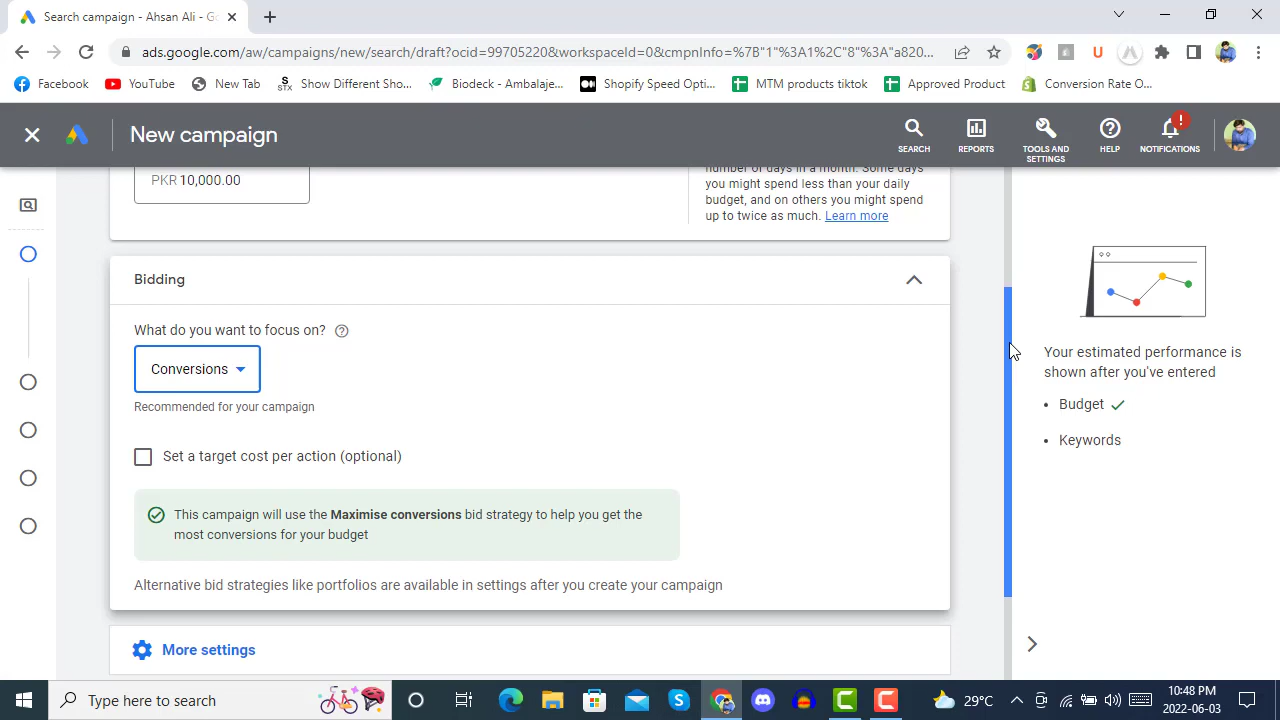 Search campaign - Ahsan Ali - Go
ads.google.com/aw/campaigns/new/search/draft?ocid=99705220&workspaceId=0&cmpnInfo=%7B"1"%3A1%2C"8"%3A"a820...
U
Facebook
YouTube
New Tab
STX
Show Different Sho...
Biodeck - Ambalaje...
Shopify Speed Opti...
MTM products tiktok
Approved Product
Conversion Rate O...
New campaign
SEARCH
REPORTS
TOOLS AND
SETTINGS
HELP
!
NOTIFICATIONS
PKR 10,000.00
number of days in a month. Some days
you might spend less than your daily
budget, and on others you might spend
up to twice as much. Learn more
Bidding
What do you want to focus on?
Conversions
Recommended for your campaign
Set a target cost per action (optional)
This campaign will use the Maximise conversions bid strategy to help you get the
most conversions for your budget
Alternative bid strategies like portfolios are available in settings after you create your campaign
More settings
Your estimated performance is
shown after you've entered
• Budget
• Keywords
Type here to search
29°C
10:48 PM
2022-06-03